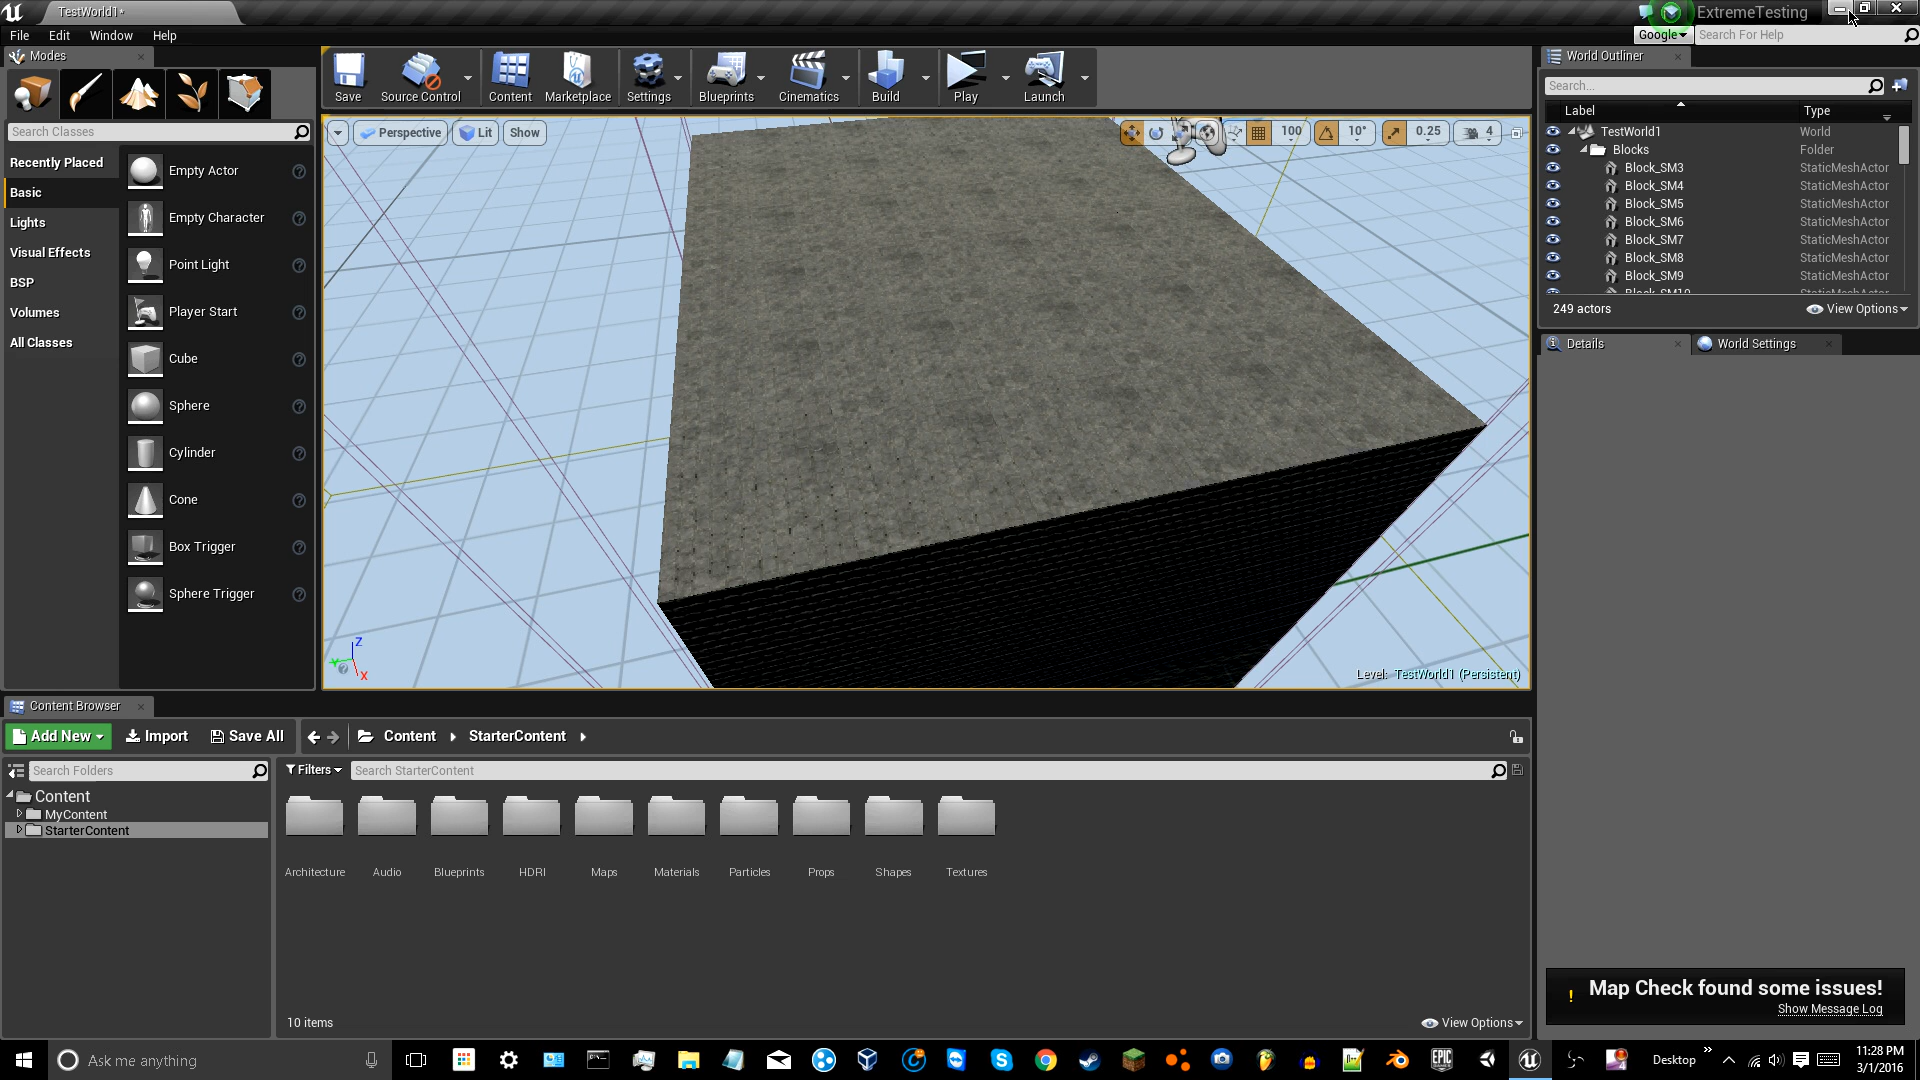 TestWorld1*
ExtremeTesting
File Edit Window Help
Google Search For Help
Modes
Search Classes
Recently Placed
Basic
Lights
Visual Effects
BSP
Volumes
All Classes
Empty Actor
Empty Character
Point Light
Player Start
Cube
Sphere
Cylinder
Cone
Box Trigger
Sphere Trigger
Save Source Control Content Marketplace Settings Blueprints Cinematics Build Play Launch
Perspective Lit Show
100 10° 0.25 4
Z
Y
X
Level: TestWorld1 (Persistent)
World Outliner
Search...
Label Type
TestWorld1 World
Blocks Folder
Block_SM3 StaticMeshActor
Block_SM4 StaticMeshActor
Block_SM5 StaticMeshActor
Block_SM6 StaticMeshActor
Block_SM7 StaticMeshActor
Block_SM8 StaticMeshActor
Block_SM9 StaticMeshActor
Block_SM10 StaticMeshActor
249 actors View Options
Details World Settings
Content Browser
Add New Import Save All Content StarterContent
Search Folders
Filters Search StarterContent
Content
MyContent
StarterContent
Architecture Audio Blueprints HDRI Maps Materials Particles Props Shapes Textures
10 items View Options
Map Check found some issues!
Show Message Log
Ask me anything
EPIC GAMES
4
Desktop
11:28 PM
3/1/2016